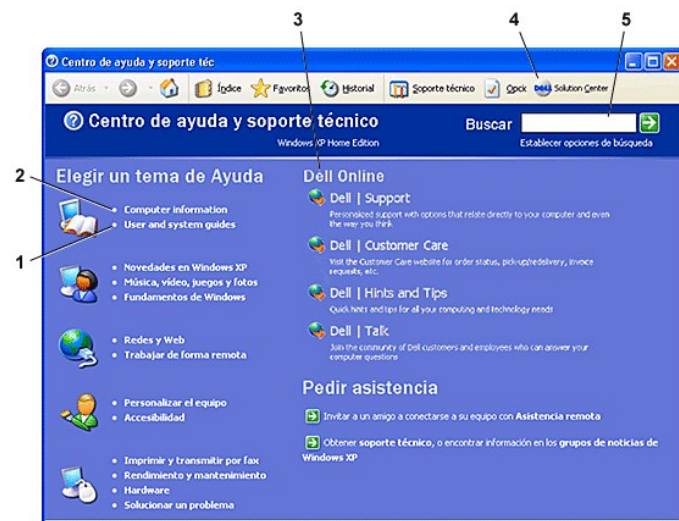 3
4
5
Centro de ayuda y soporte téc
Atrás
Índice
Favoritos
Historial
Soporte técnico
Opcio
DELL Solution Center
Centro de ayuda y soporte técnico
Windows XP Home Edition
Buscar
Establecer opciones de búsqueda
2
1
Elegir un tema de Ayuda
Computer information
User and system guides
Novedades en Windows XP
Música, vídeo, juegos y fotos
Fundamentos de Windows
Redes y Web
Trabajar de forma remota
Personalizar el equipo
Accesibilidad
Imprimir y transmitir por fax
Rendimiento y mantenimiento
Hardware
Solucionar un problema
Dell Online
Dell | Support
Personalized support with options that relate directly to your computer and even
the way you think
Dell | Customer Care
Visit the Customer Care website for order status, pick-up/redelivery, invoice
requests, etc.
Dell | Hints and Tips
Quick hints and tips for all your computing and technology needs
Dell | Talk
Join the community of Dell customers and employees who can answer your
computer questions
Pedir asistencia
Invitar a un amigo a conectarse a su equipo con Asistencia remota
Obtener soporte técnico, o encontrar información en los grupos de noticias de
Windows XP